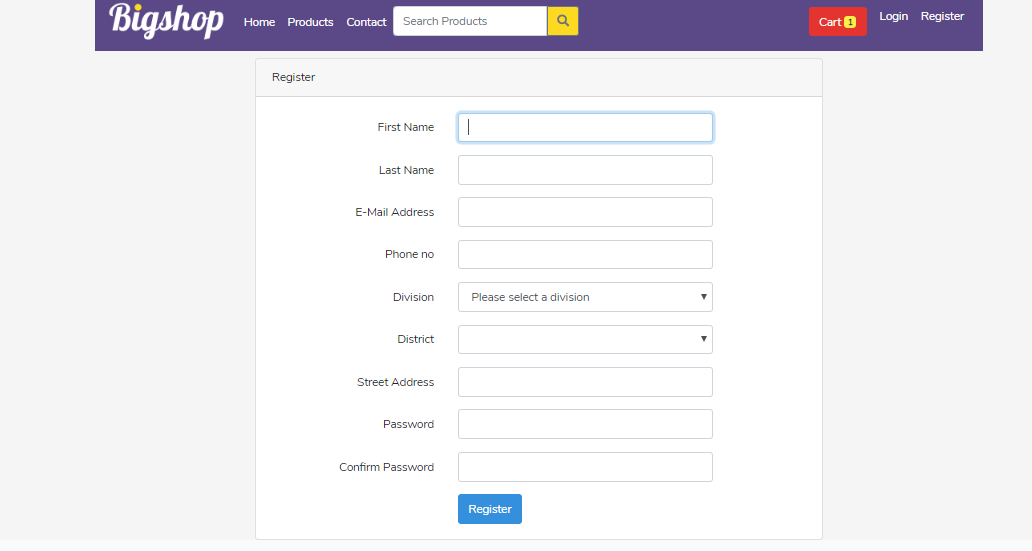 Bigshop Home Products Contact Search Products Cart 1 Login Register
Register
First Name
Last Name
E-Mail Address
Phone no
Division Please select a division
District
Street Address
Password
Confirm Password
Register